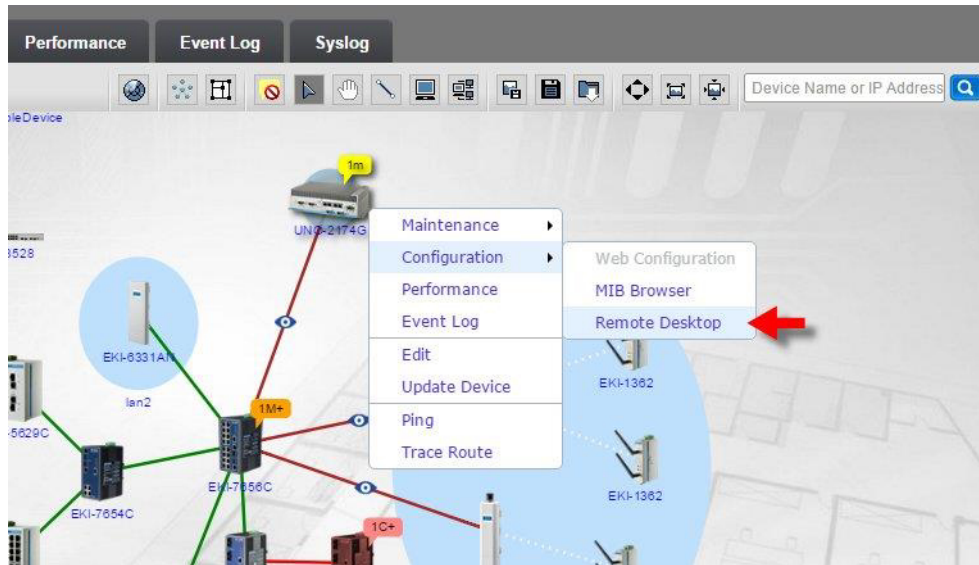 Performance
Event Log
Syslog
Device Name or IP Address
bleDevice
1m
UNO-2174G
Maintenance
Configuration
Performance
Event Log
Edit
Update Device
Ping
Trace Route
Web Configuration
MIB Browser
Remote Desktop
3528
EKI-6331AN
lan2
1M+
EKI-1362
-5629C
EKI-7656C
EKI-7654C
EKI-1362
1C+